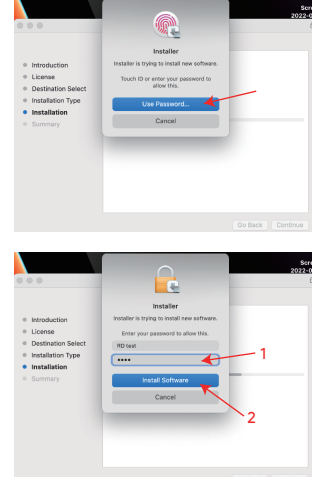 Scre
2022-0
Installer
Installer is trying to install new software.
Touch ID or enter your password to
allow this.
Use Password...
Cancel
Introduction
License
Destination Select
Installation Type
Installation
Summary
Go Back
Continue
Scre
2022-0
Installer
Installer is trying to install new software.
Enter your password to allow this.
RD test
••••
Install Software
Cancel
Introduction
License
Destination Select
Installation Type
Installation
Summary
1
2